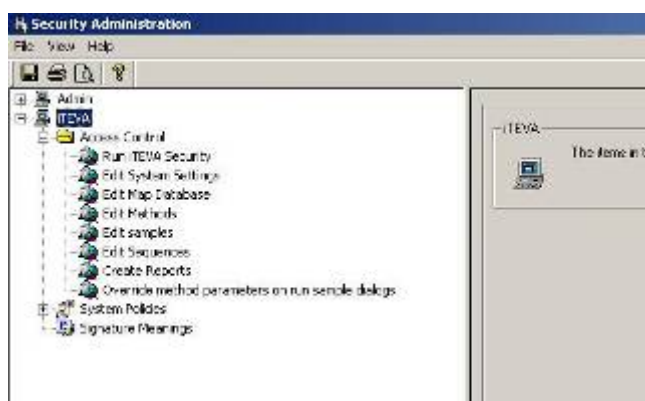 Security Administration
File View Help
Admin
iTEVA
Access Control
Run iTEVA Security
Edit System Settings
Edit Map Database
Edit Methods
Edit samples
Edit Sequences
Create Reports
Override method parameters on run sample dialogs
System Policies
Signature Meanings
iTEVA
The items in